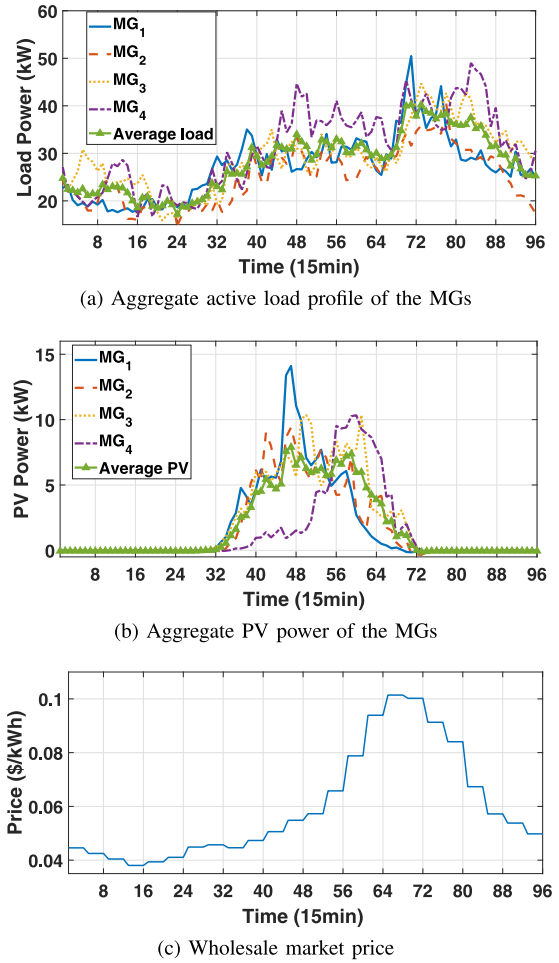 60
50
40
30
20
Load Power (kW)
MG1
MG2
MG3
MG4
Average load
8 16 24 32 40 48 56 64 72 80 88 96
Time (15min)
(a) Aggregate active load profile of the MGs
15
10
5
0
PV Power (kW)
MG1
MG2
MG3
MG4
Average PV
8 16 24 32 40 48 56 64 72 80 88 96
Time (15min)
(b) Aggregate PV power of the MGs
0.1
0.08
0.06
0.04
Price ($/kWh)
8 16 24 32 40 48 56 64 72 80 88 96
Time (15min)
(c) Wholesale market price